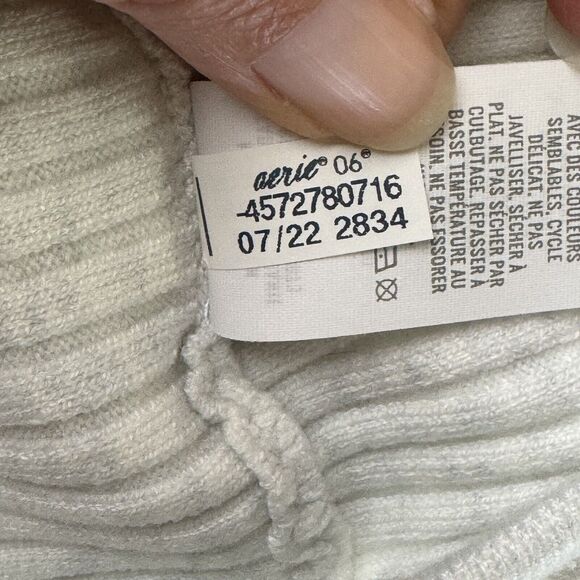 aerie® 06®
-4572780716
07/22 2834
AVEC DES COULEURS
SEMBLABLES, CYCLE
DÉLICAT, NE PAS
JAVELLISER, SÉCHER À
PLAT, NE PAS SÉCHER PAR
CULBUTAGE, REPASSER À
BASSE TEMPÉRATURE AU
SOIN, NE PAS ESSORER